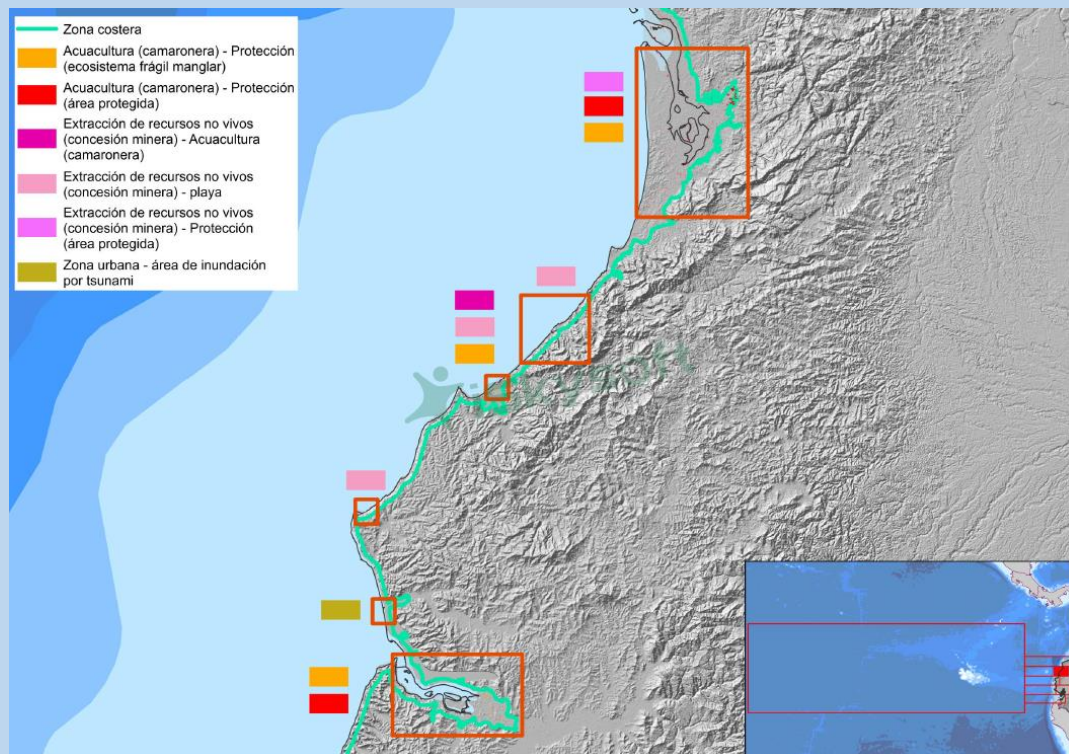 Zona costera
Acuacultura (camaronera) - Protección
(ecosistema frágil manglar)
Acuacultura (camaronera) - Protección
(área protegida)
Extracción de recursos no vivos
(concesión minera) - Acuacultura
(camaronera)
Extracción de recursos no vivos
(concesión minera) - playa
Extracción de recursos no vivos
(concesión minera) - Protección
(área protegida)
Zona urbana - área de inundación
por tsunami